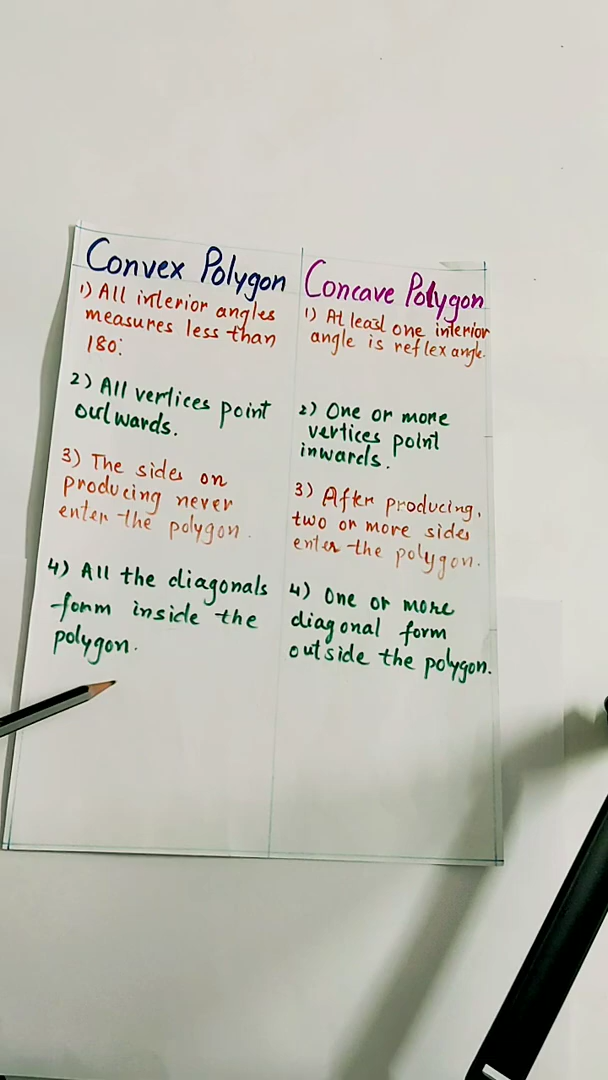 Convex Polygon
1) All interior angles
measures less than
180°.
2) All vertices point
outwards.
3) The sides on
producing never
enter the polygon.
4) All the diagonals
form inside the
polygon.
Concave Polygon
1) At least one interior
angle is reflex angle.
2) One or more
vertices point
inwards.
3) After producing,
two or more sides
enter the polygon.
4) One or more
diagonal form
outside the polygon.